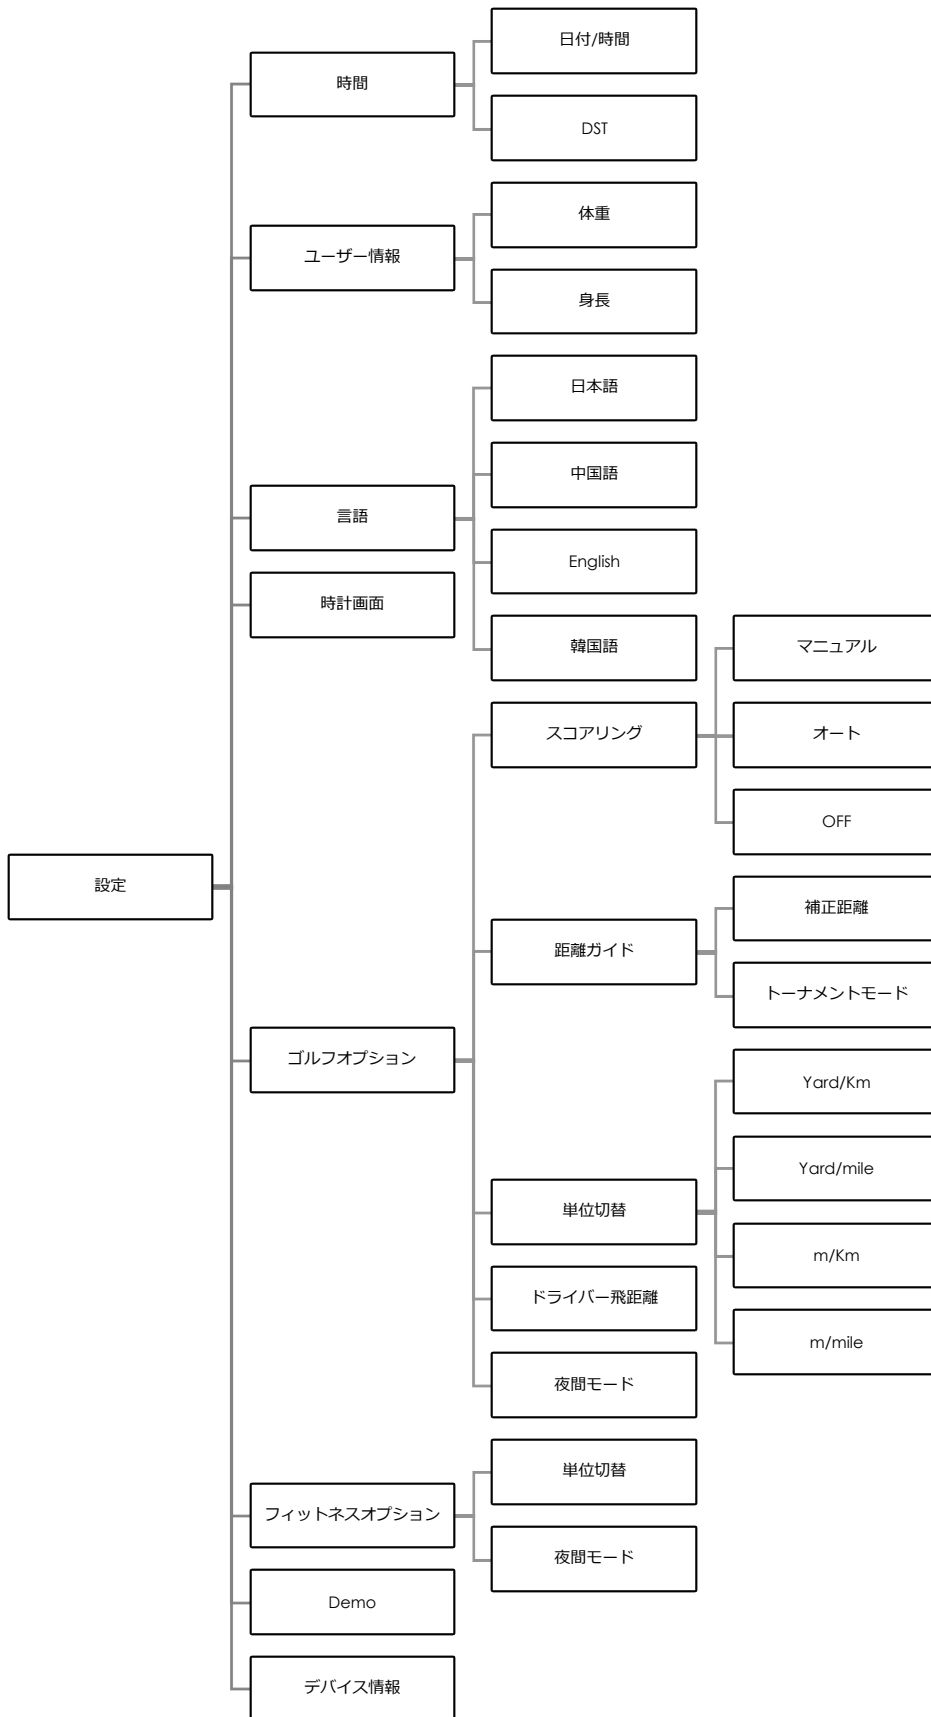 設定
時間
日付/時間
DST
ユーザー情報
体重
身長
言語
日本語
中国語
English
韓国語
時計画面
ゴルフオプション
スコアリング
マニュアル
オート
OFF
距離ガイド
補正距離
トーナメントモード
単位切替
Yard/Km
Yard/mile
m/Km
m/mile
ドライバー飛距離
夜間モード
フィットネスオプション
単位切替
夜間モード
Demo
デバイス情報